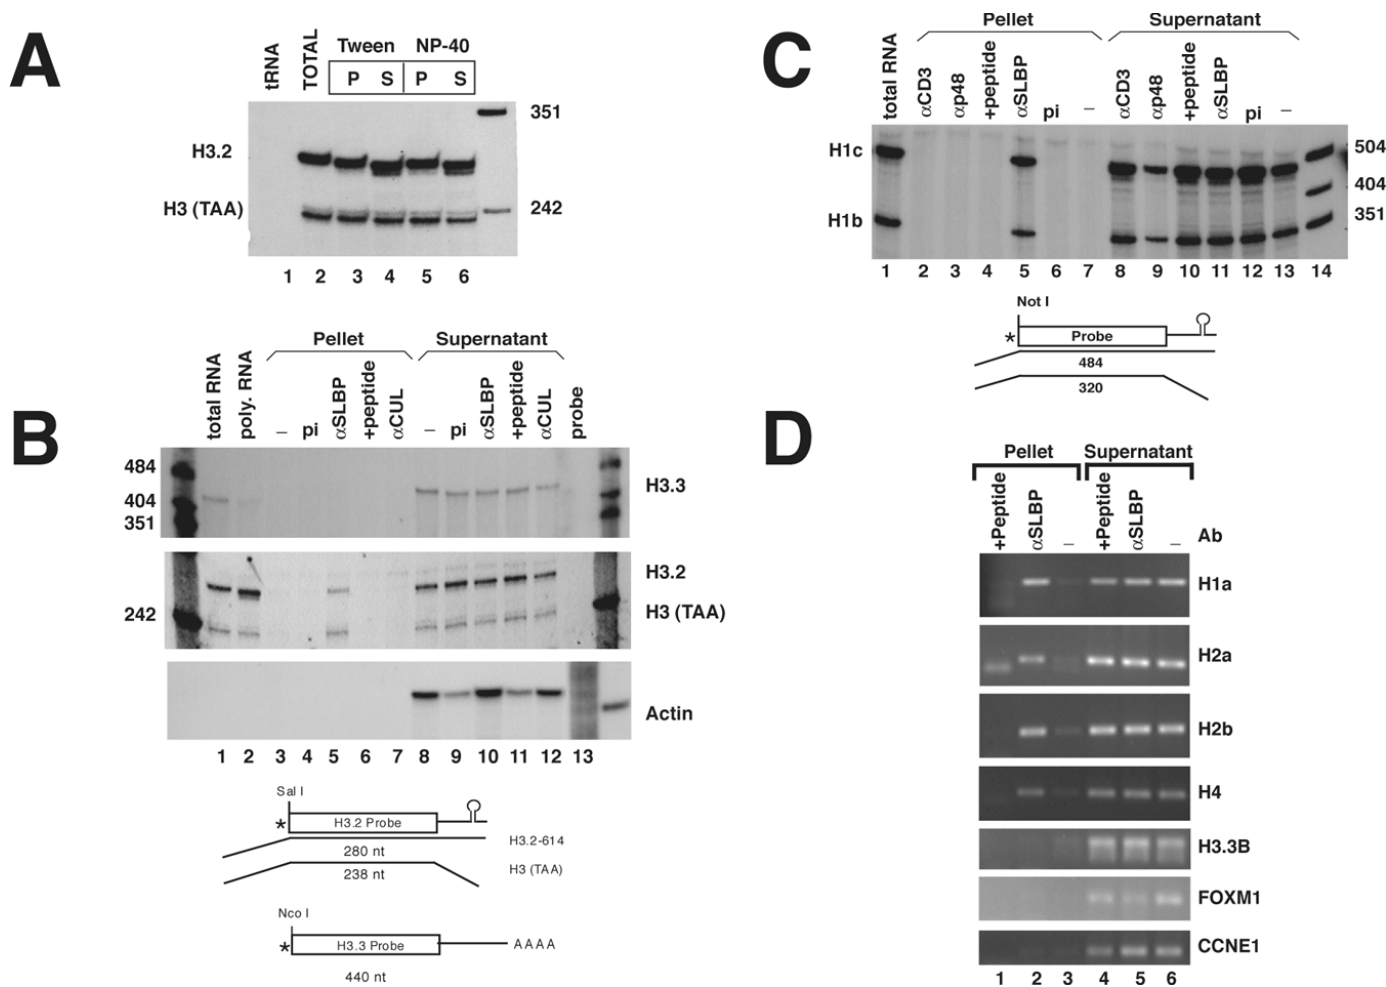 A
tRNA
TOTAL
Tween NP-40
P S P S
351
H3.2
H3 (TAA)
242
1 2 3 4 5 6
B
Pellet Supernatant
total RNA
poly. RNA
–
pi
αSLBP
+peptide
αCUL
–
pi
αSLBP
+peptide
αCUL
probe
484
404
351
H3.3
H3.2
242
H3 (TAA)
Actin
1 2 3 4 5 6 7 8 9 10 11 12 13
Sal I
*
H3.2 Probe
H3.2-614
280 nt
H3 (TAA)
238 nt
Nco I
*
H3.3 Probe
AAAA
440 nt
C
Pellet Supernatant
total RNA
αCD3
αp48
+peptide
αSLBP
pi
–
αCD3
αp48
+peptide
αSLBP
pi
–
H1c
504
404
H1b
351
1 2 3 4 5 6 7 8 9 10 11 12 13 14
Not I
*
Probe
484
320
D
Pellet Supernatant
+Peptide
αSLBP
–
+Peptide
αSLBP
–
Ab
H1a
H2a
H2b
H4
H3.3B
FOXM1
CCNE1
1 2 3 4 5 6